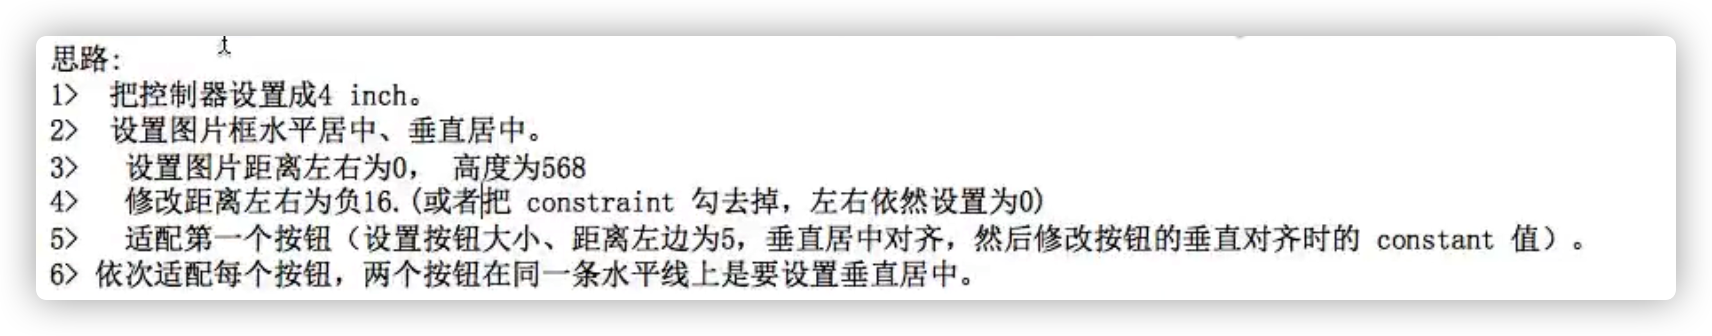 思路:
1> 把控制器设置成4 inch。
2> 设置图片框水平居中、垂直居中。
3> 设置图片距离左右为0， 高度为568
4> 修改距离左右为负16.(或者把 constraint 勾去掉，左右依然设置为0)
5> 适配第一个按钮（设置按钮大小、距离左边为5，垂直居中对齐，然后修改按钮的垂直对齐时的 constant 值）。
6> 依次适配每个按钮，两个按钮在同一条水平线上是要设置垂直居中。